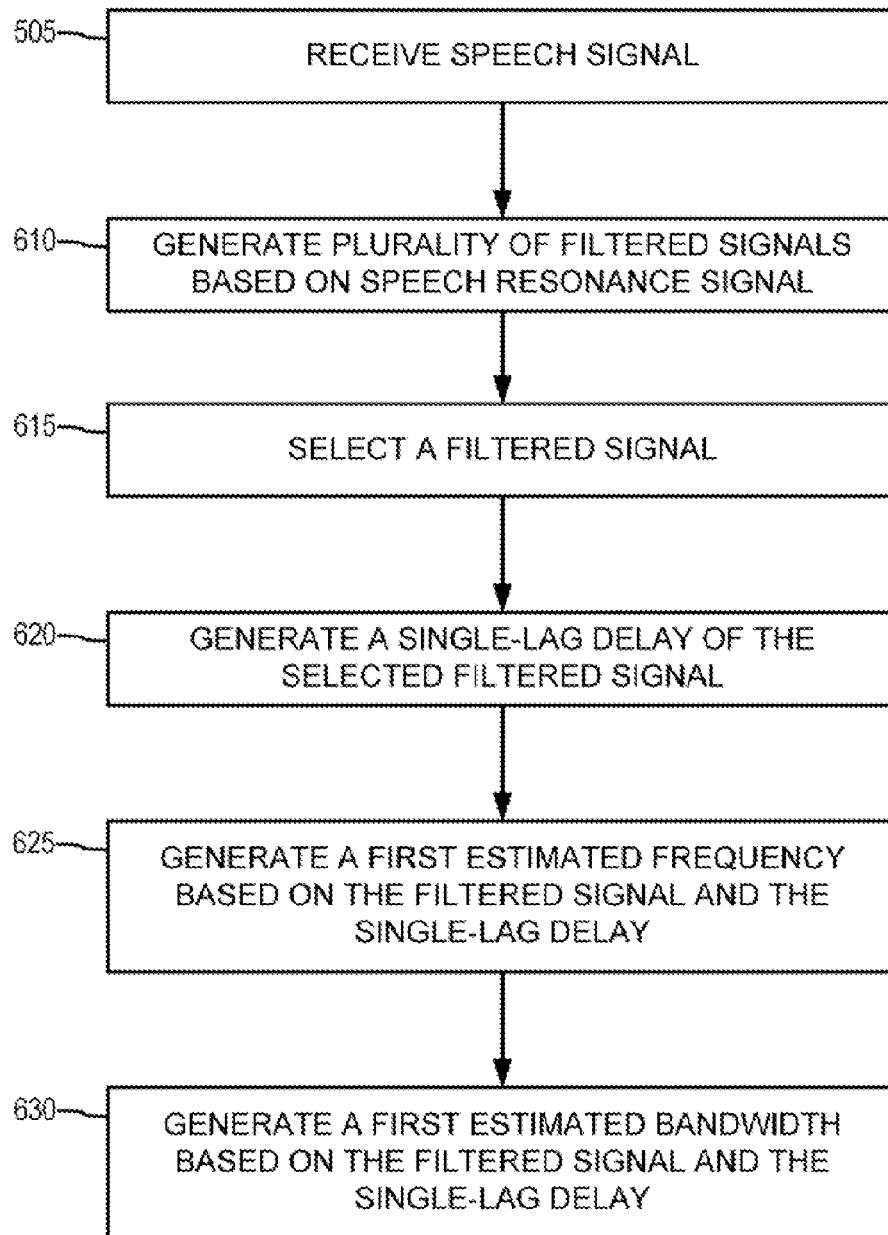 505
RECEIVE SPEECH SIGNAL
610
GENERATE PLURALITY OF FILTERED SIGNALS
BASED ON SPEECH RESONANCE SIGNAL
615
SELECT A FILTERED SIGNAL
620
GENERATE A SINGLE-LAG DELAY OF THE
SELECTED FILTERED SIGNAL
625
GENERATE A FIRST ESTIMATED FREQUENCY
BASED ON THE FILTERED SIGNAL AND THE
SINGLE-LAG DELAY
630
GENERATE A FIRST ESTIMATED BANDWIDTH
BASED ON THE FILTERED SIGNAL AND THE
SINGLE-LAG DELAY